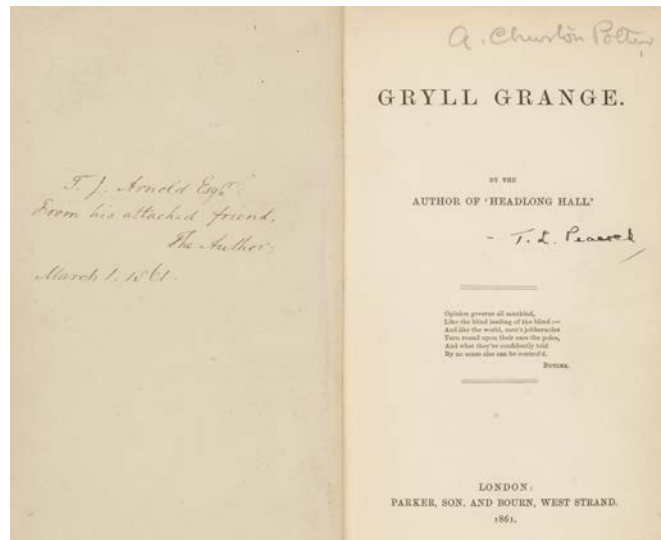 T. J. Arnold Esqre.
From his attached friend,
The Author.
March 1. 1861.
A. Churston Potter
GRYLL GRANGE.
BY THE
AUTHOR OF 'HEADLONG HALL'
- T. L. Peacock
Opinion governs all mankind,
Like the blind leading of the blind:—
And like the world, men's jobbernoles
Turn round upon their ears the poles,
And what they're confidently told
By no sense else can be control'd.
BUTLER.
LONDON:
PARKER, SON, AND BOURN, WEST STRAND.
1861.